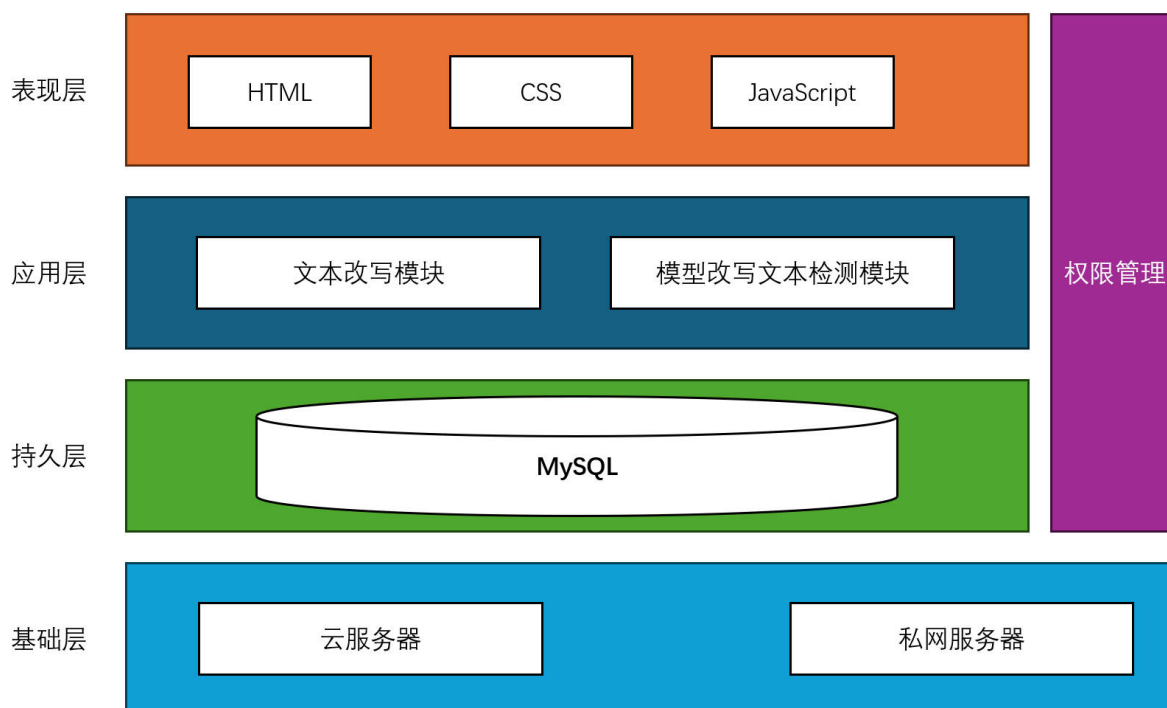 表现层
HTML
CSS
JavaScript
应用层
文本改写模块
模型改写文本检测模块
权限管理
持久层
MySQL
基础层
云服务器
私网服务器